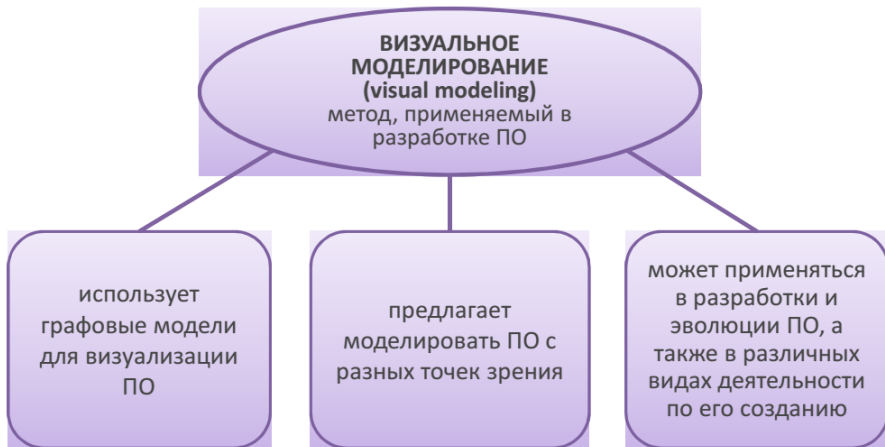 ВИЗУАЛЬНОЕ
МОДЕЛИРОВАНИЕ
(visual modeling)
метод, применяемый в
разработке ПО
использует
графовые модели
для визуализации
ПО
предлагает
моделировать ПО с
разных точек зрения
может применяться
в разработки и
эволюции ПО, а
также в различных
видах деятельности
по его созданию